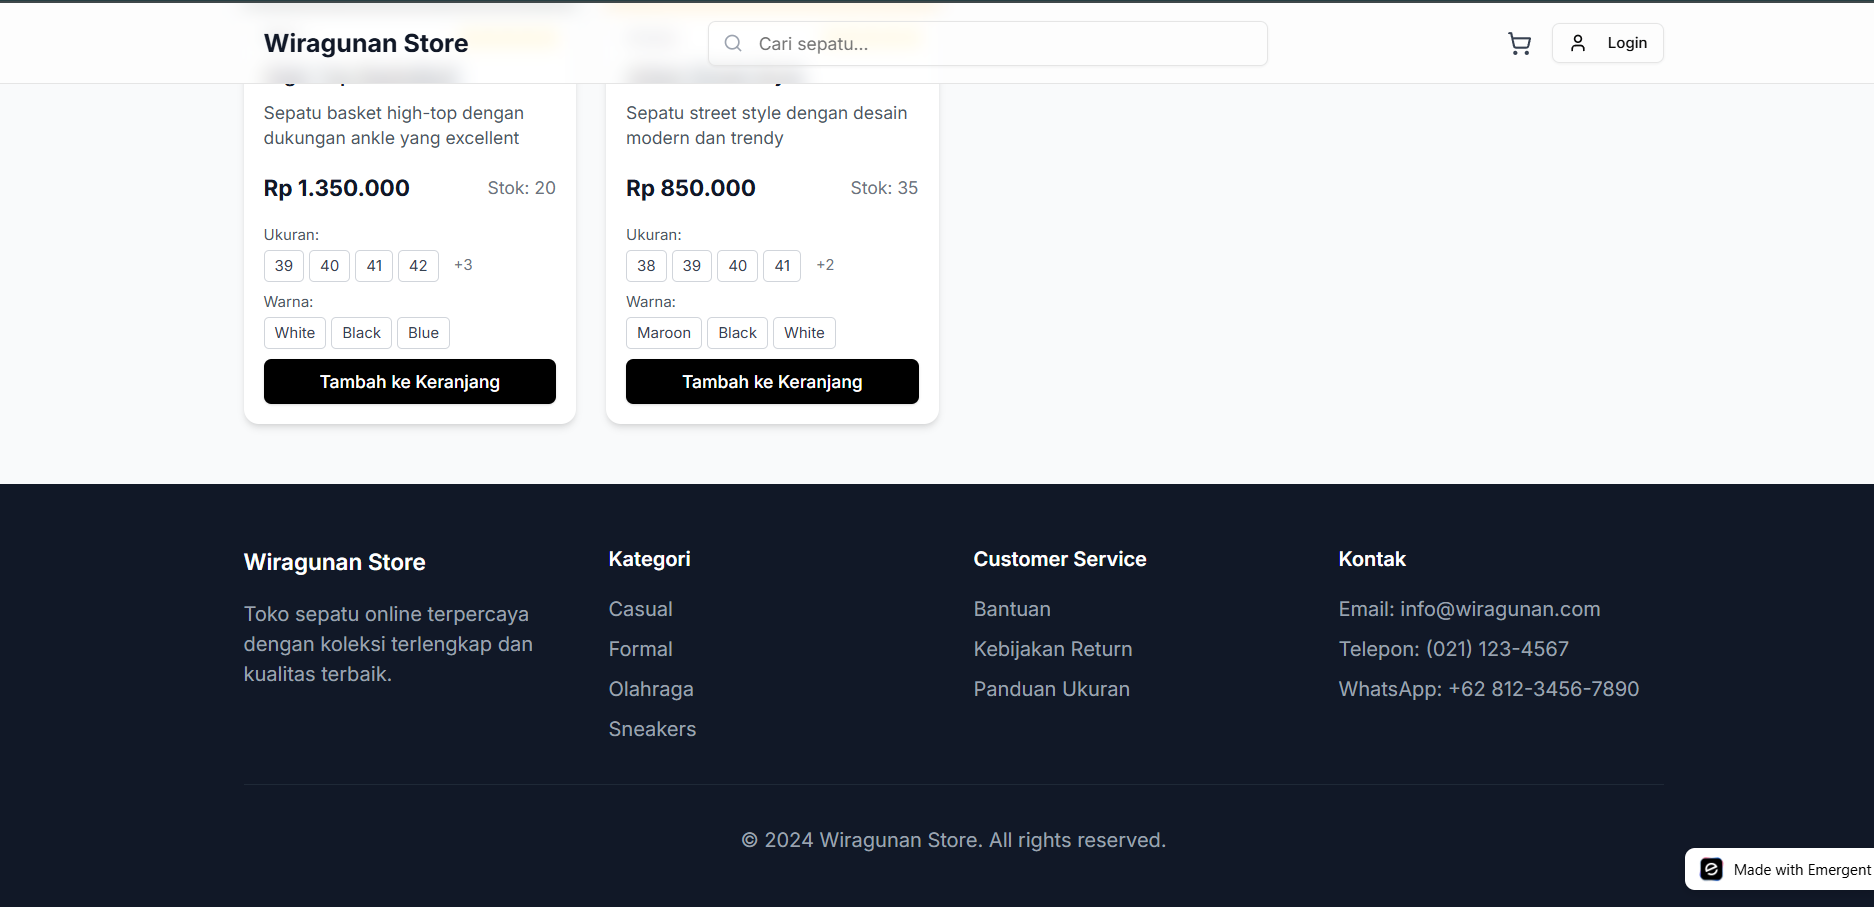 Wiragunan Store
Cari sepatu...
Login
Sepatu basket high-top dengan
dukungan ankle yang excellent
Rp 1.350.000
Stok: 20
Ukuran:
39 40 41 42 +3
Warna:
White Black Blue
Tambah ke Keranjang
Sepatu street style dengan desain
modern dan trendy
Rp 850.000
Stok: 35
Ukuran:
38 39 40 41 +2
Warna:
Maroon Black White
Tambah ke Keranjang
Wiragunan Store
Toko sepatu online terpercaya
dengan koleksi terlengkap dan
kualitas terbaik.
Kategori
Casual
Formal
Olahraga
Sneakers
Customer Service
Bantuan
Kebijakan Return
Panduan Ukuran
Kontak
Email: info@wiragunan.com
Telepon: (021) 123-4567
WhatsApp: +62 812-3456-7890
© 2024 Wiragunan Store. All rights reserved.
Made with Emergent